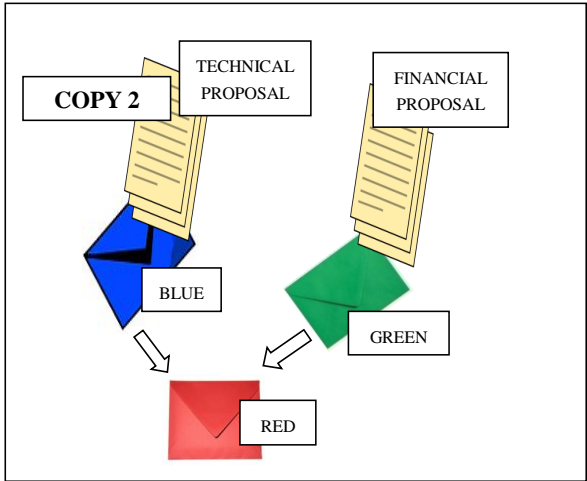 TECHNICAL
PROPOSAL
COPY 2
FINANCIAL
PROPOSAL
BLUE
GREEN
RED